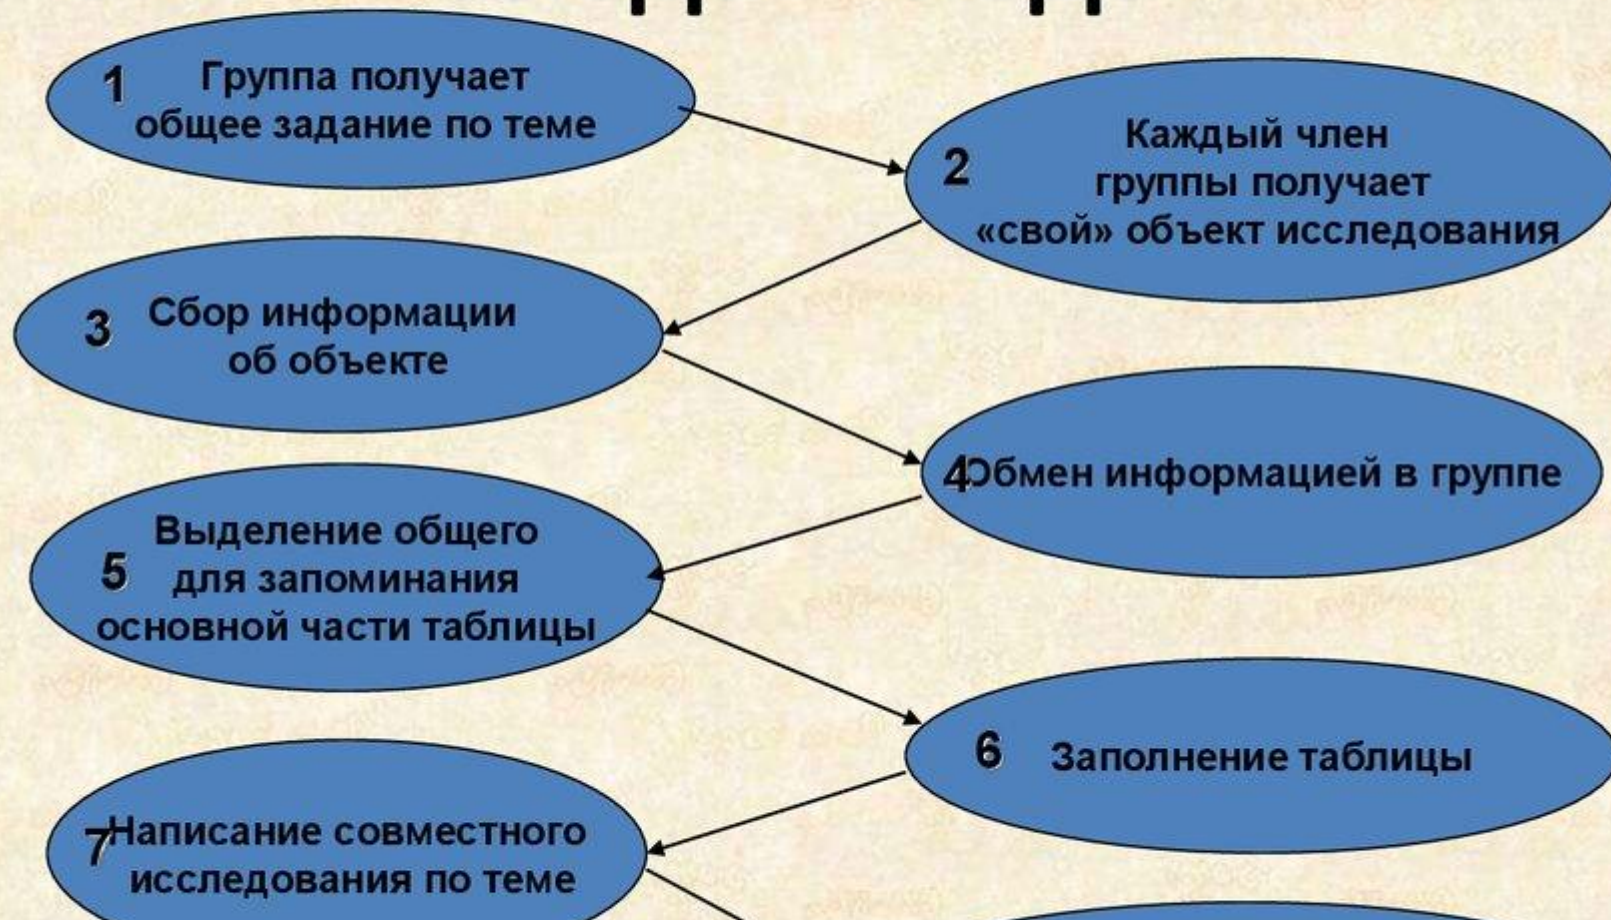 1
Группа получает
общее задание по теме
2
Каждый член
группы получает
«свой» объект исследования
3
Сбор информации
об объекте
4
Обмен информацией в группе
5
Выделение общего
для запоминания
основной части таблицы
6
Заполнение таблицы
7
Написание совместного
исследования по теме